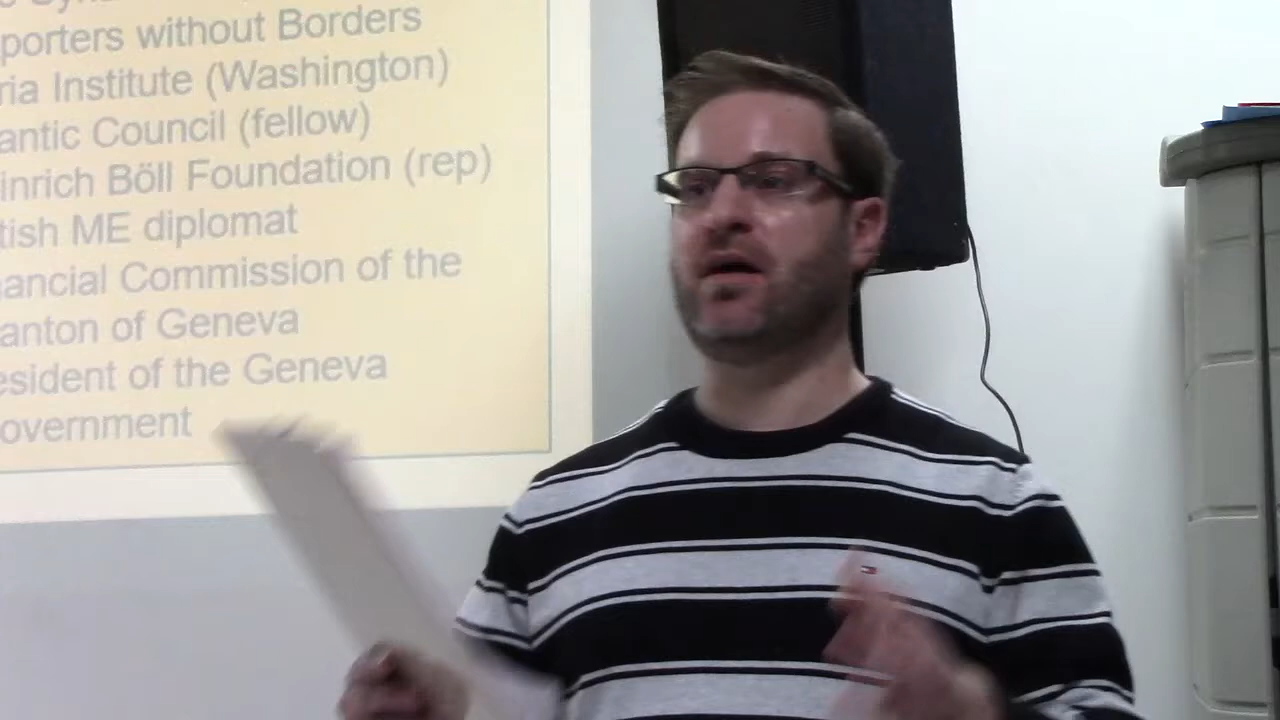 porters without Borders
ria Institute (Washington)
antic Council (fellow)
inrich Böll Foundation (rep)
tish ME diplomat
ancial Commission of the
anton of Geneva
esident of the Geneva
overnment